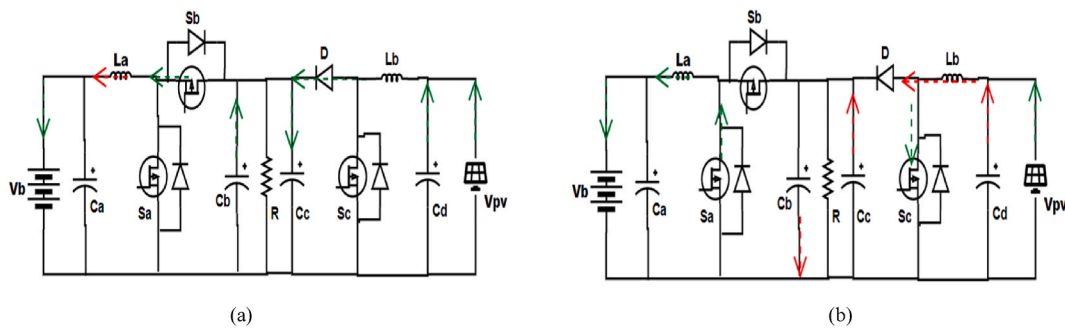 Sb
La
D
Lb
Vb
Ca
+
Sa
Cb
+
R
Cc
+
Sc
Cd
+
Vpv
(a)
Sb
La
D
Lb
Vb
Ca
+
Sa
Cb
+
R
Cc
+
Sc
Cd
+
Vpv
(b)